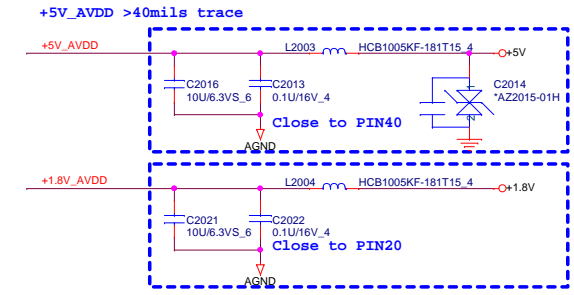 +5V_AVDD >40mils trace
+5V_AVDD
L2003
HCB1005KF-181T15_4
+5V
C2016
10U/6.3VS_6
C2013
0.1U/16V_4
1
2
C2014
*AZ2015-01H
Close to PIN40
AGND
+1.8V_AVDD
L2004
HCB1005KF-181T15_4
+1.8V
C2021
10U/6.3VS_6
C2022
0.1U/16V_4
Close to PIN20
AGND